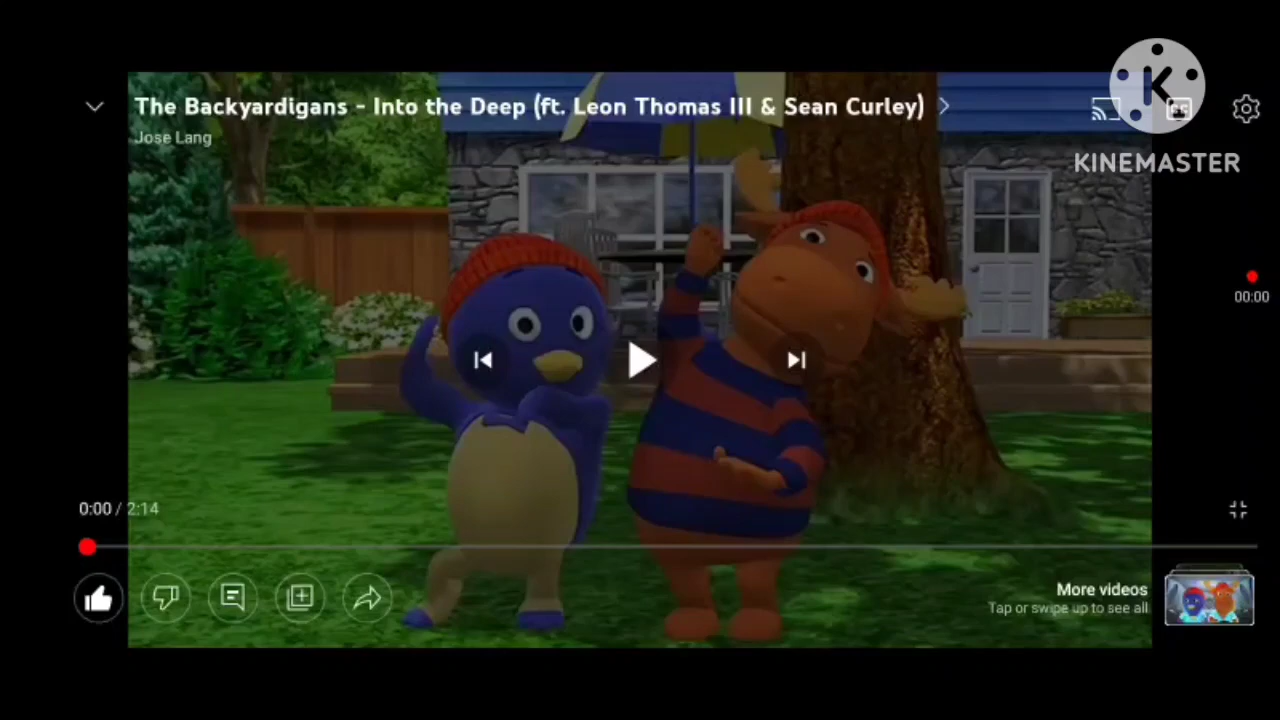 The Backyardigans - Into the Deep (ft. Leon Thomas III & Sean Curley)
Jose Lang
K
KINEMASTER
00:00
0:00 / 2:14
More videos
Tap or swipe up to see all